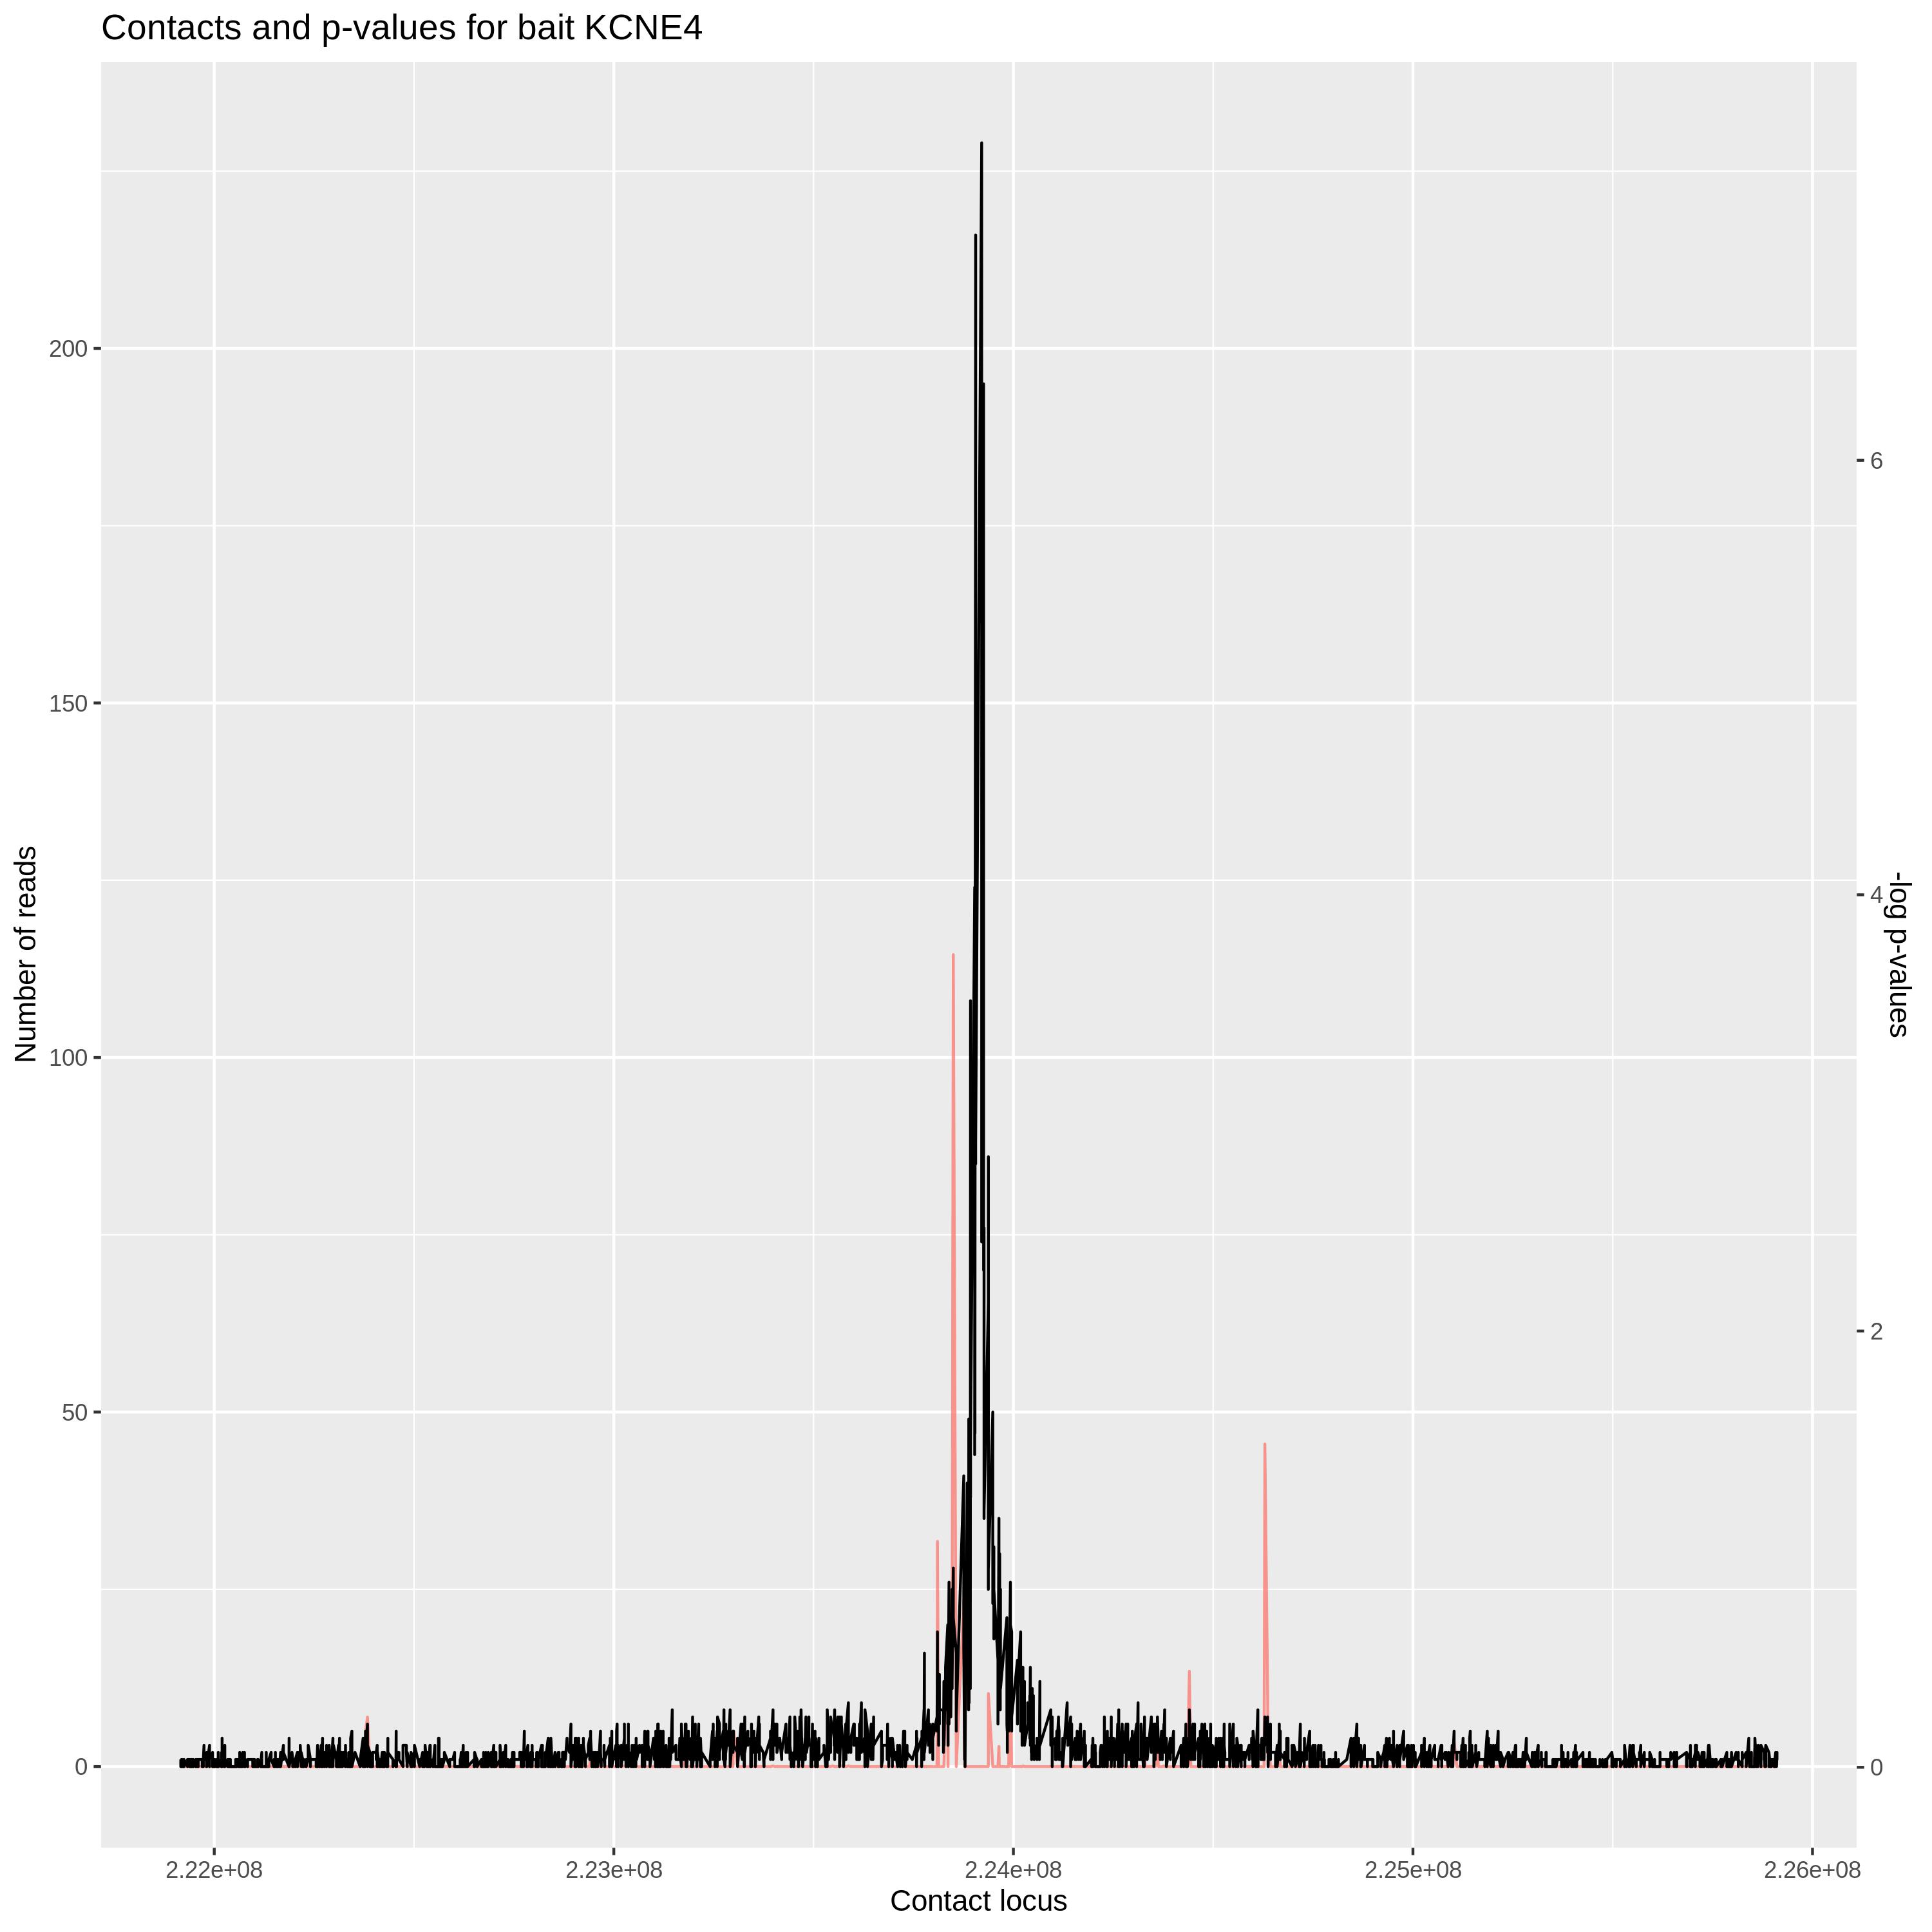 Contacts and p-values for bait KCNE4
200
150
100
50
0
Number of reads
6
4
2
0
-log p-values
2.22e+08
2.23e+08
2.24e+08
2.25e+08
2.26e+08
Contact locus